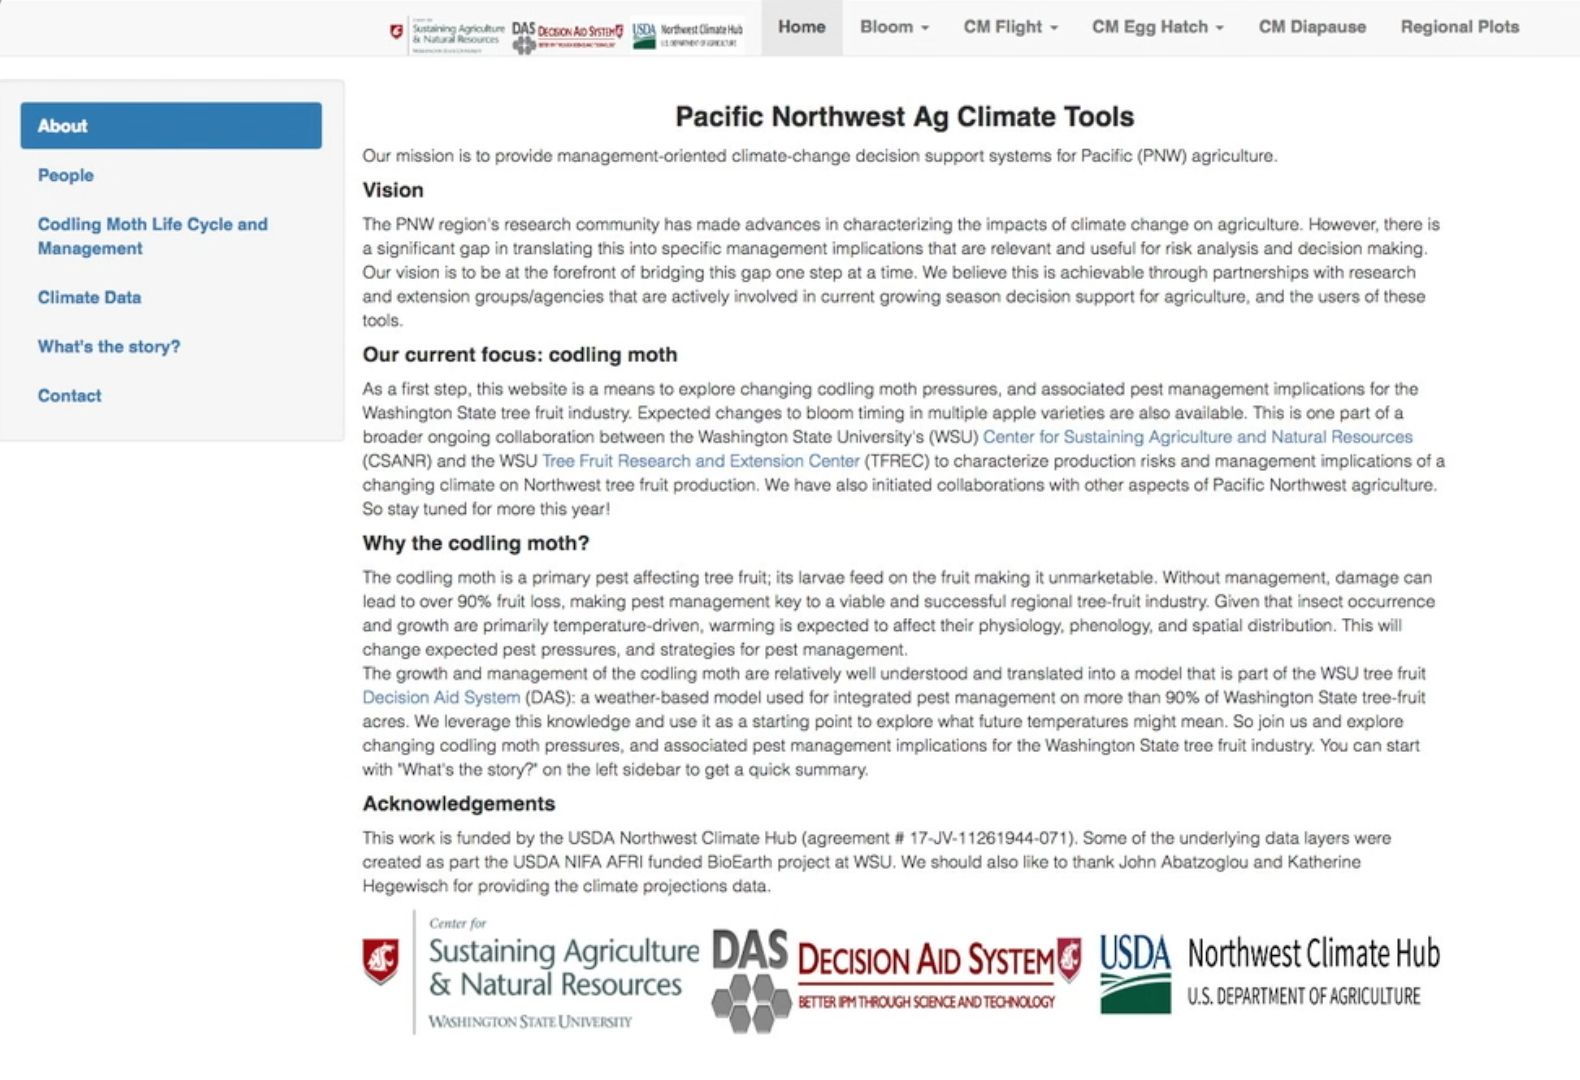 Center for
Sustaining Agriculture
& Natural Resources
WASHINGTON STATE UNIVERSITY
DAS DECISION AID SYSTEM
BETTER IPM THROUGH SCIENCE AND TECHNOLOGY
USDA Northwest Climate Hub
U.S. DEPARTMENT OF AGRICULTURE
Home
Bloom
CM Flight
CM Egg Hatch
CM Diapause
Regional Plots
About
People
Codling Moth Life Cycle and
Management
Climate Data
What's the story?
Contact
Pacific Northwest Ag Climate Tools
Our mission is to provide management-oriented climate-change decision support systems for Pacific (PNW) agriculture.
Vision
The PNW region's research community has made advances in characterizing the impacts of climate change on agriculture. However, there is
a significant gap in translating this into specific management implications that are relevant and useful for risk analysis and decision making.
Our vision is to be at the forefront of bridging this gap one step at a time. We believe this is achievable through partnerships with research
and extension groups/agencies that are actively involved in current growing season decision support for agriculture, and the users of these
tools.
Our current focus: codling moth
As a first step, this website is a means to explore changing codling moth pressures, and associated pest management implications for the
Washington State tree fruit industry. Expected changes to bloom timing in multiple apple varieties are also available. This is one part of a
broader ongoing collaboration between the Washington State University's (WSU) Center for Sustaining Agriculture and Natural Resources
(CSANR) and the WSU Tree Fruit Research and Extension Center (TFREC) to characterize production risks and management implications of a
changing climate on Northwest tree fruit production. We have also initiated collaborations with other aspects of Pacific Northwest agriculture.
So stay tuned for more this year!
Why the codling moth?
The codling moth is a primary pest affecting tree fruit; its larvae feed on the fruit making it unmarketable. Without management, damage can
lead to over 90% fruit loss, making pest management key to a viable and successful regional tree-fruit industry. Given that insect occurrence
and growth are primarily temperature-driven, warming is expected to affect their physiology, phenology, and spatial distribution. This will
change expected pest pressures, and strategies for pest management.
The growth and management of the codling moth are relatively well understood and translated into a model that is part of the WSU tree fruit
Decision Aid System (DAS): a weather-based model used for integrated pest management on more than 90% of Washington State tree-fruit
acres. We leverage this knowledge and use it as a starting point to explore what future temperatures might mean. So join us and explore
changing codling moth pressures, and associated pest management implications for the Washington State tree fruit industry. You can start
with "What's the story?" on the left sidebar to get a quick summary.
Acknowledgements
This work is funded by the USDA Northwest Climate Hub (agreement # 17-JV-11261944-071). Some of the underlying data layers were
created as part the USDA NIFA AFRI funded BioEarth project at WSU. We should also like to thank John Abatzoglou and Katherine
Hegewisch for providing the climate projections data.
Center for
Sustaining Agriculture
& Natural Resources
WASHINGTON STATE UNIVERSITY
DAS DECISION AID SYSTEM
BETTER IPM THROUGH SCIENCE AND TECHNOLOGY
USDA Northwest Climate Hub
U.S. DEPARTMENT OF AGRICULTURE